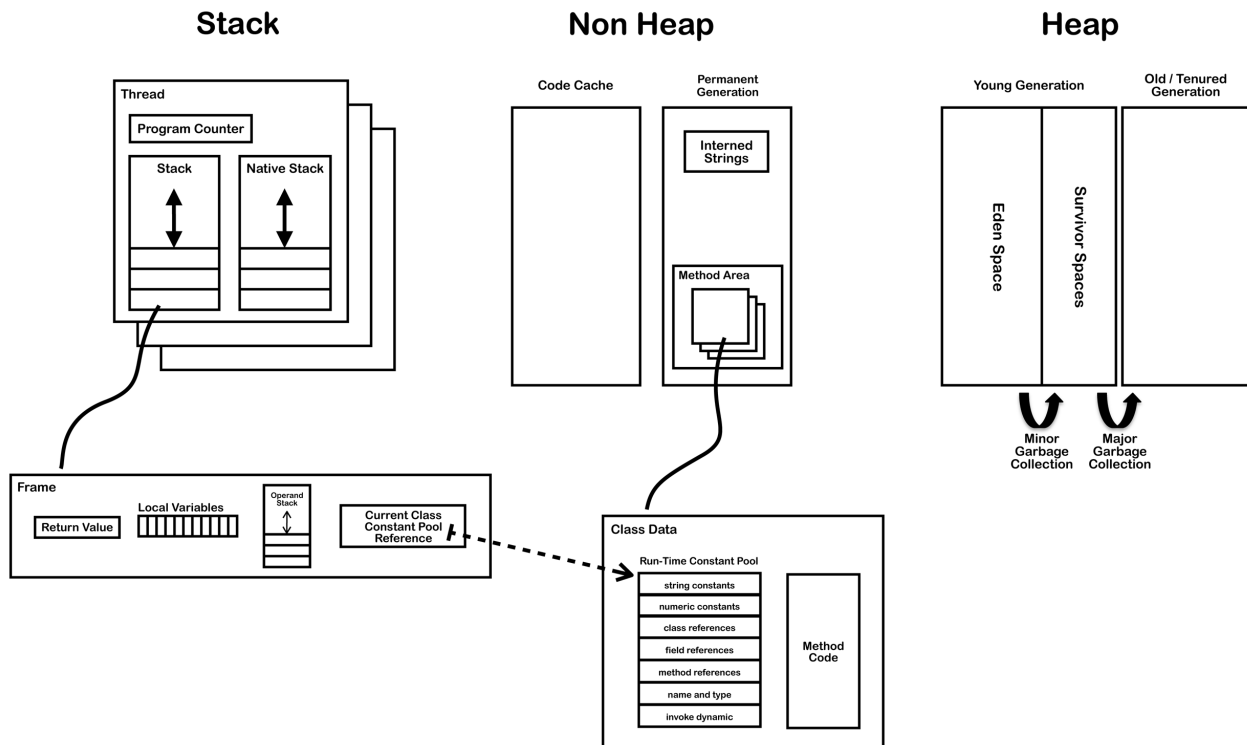 Stack
Non Heap
Heap
Thread
Program Counter
Stack
Native Stack
Code Cache
Permanent
Generation
Interned
Strings
Method Area
Young Generation
Old / Tenured
Generation
Eden Space
Survivor Spaces
Minor
Garbage
Collection
Major
Garbage
Collection
Frame
Return Value
Local Variables
Operand
Stack
Current Class
Constant Pool
Reference
Class Data
Run-Time Constant Pool
string constants
numeric constants
class references
field references
method references
name and type
invoke dynamic
Method
Code